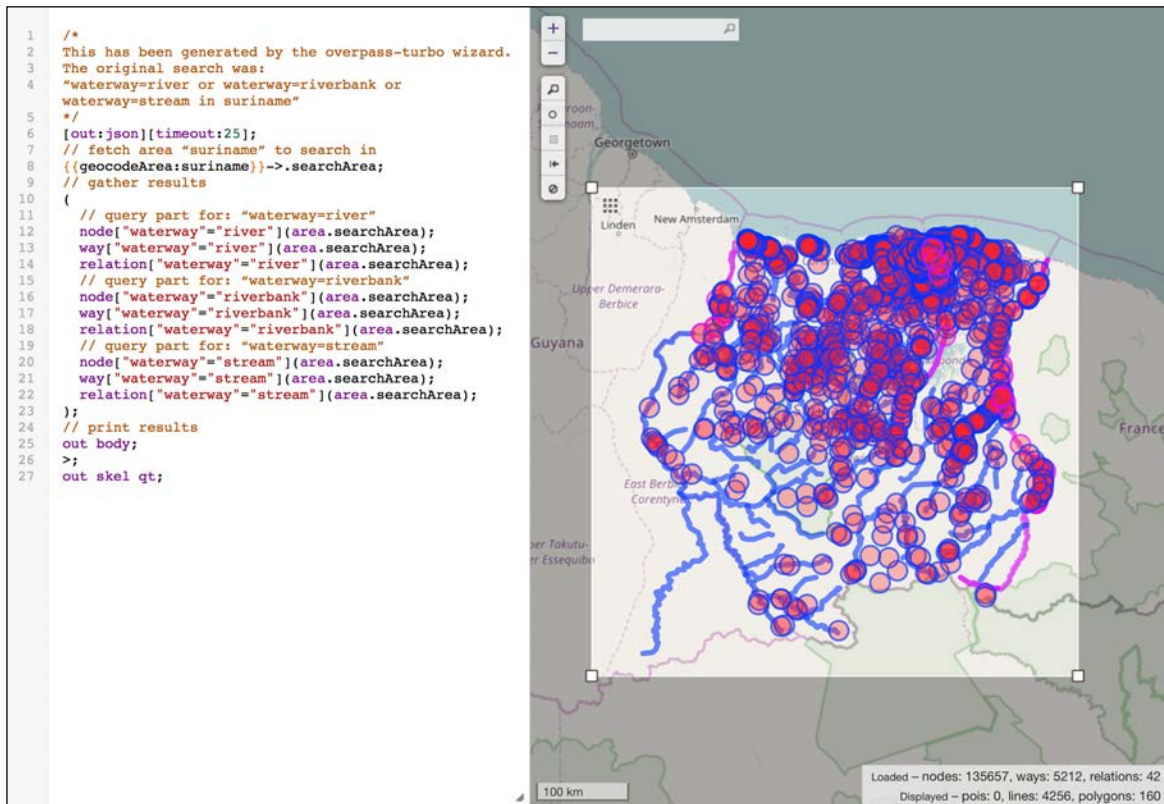 1 /*
2 This has been generated by the overpass-turbo wizard.
3 The original search was:
4 “waterway=river or waterway=riverbank or
waterway=stream in suriname”
5 */
6 [out:json][timeout:25];
7 // fetch area “suriname” to search in
8 {{geocodeArea:suriname}}->.searchArea;
9 // gather results
10 (
11 // query part for: “waterway=river”
12 node["waterway"="river"](area.searchArea);
13 way["waterway"="river"](area.searchArea);
14 relation["waterway"="river"](area.searchArea);
15 // query part for: “waterway=riverbank”
16 node["waterway"="riverbank"](area.searchArea);
17 way["waterway"="riverbank"](area.searchArea);
18 relation["waterway"="riverbank"](area.searchArea);
19 // query part for: “waterway=stream”
20 node["waterway"="stream"](area.searchArea);
21 way["waterway"="stream"](area.searchArea);
22 relation["waterway"="stream"](area.searchArea);
23 );
24 // print results
25 out body;
26 >;
27 out skel qt;
+
−
Georgetown
Linden
New Amsterdam
Upper Demerara-
Berbice
Guyana
France
East Berbi
Corentyne
er Takutu-
er Essequibo
100 km
Loaded – nodes: 135657, ways: 5212, relations: 42
Displayed – pois: 0, lines: 4256, polygons: 160